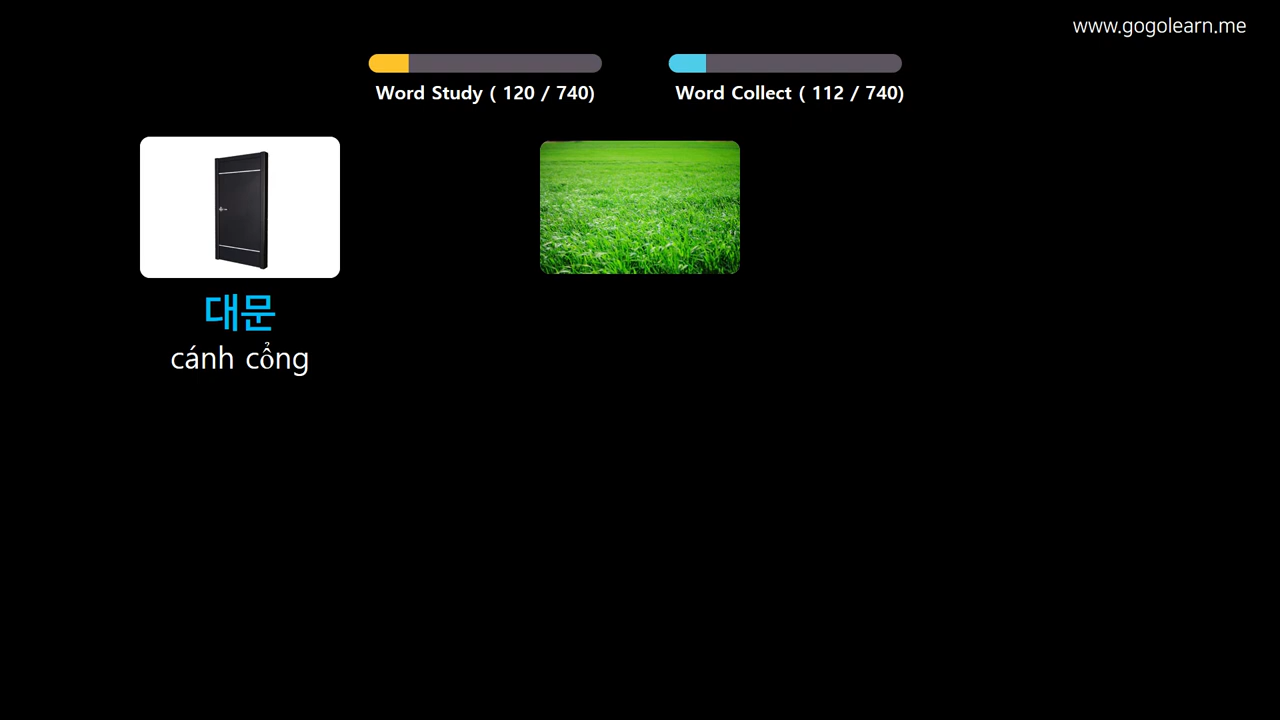 www.gogolearn.me
Word Study ( 120 / 740)
Word Collect ( 112 / 740)
대문
cánh cổng